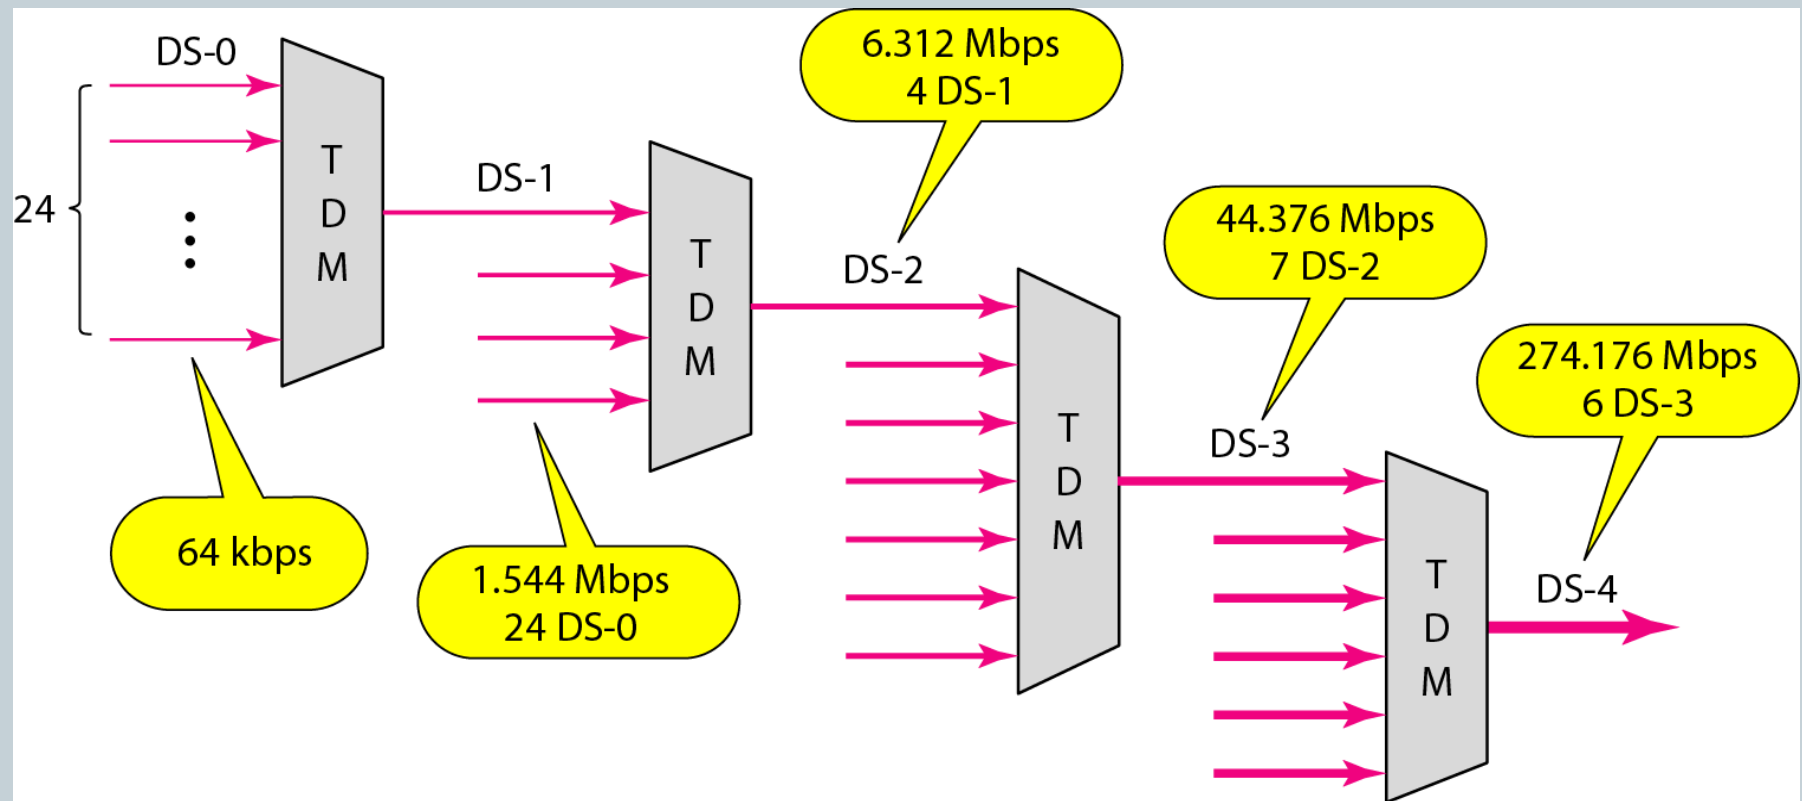 DS-0
24
T
D
M
64 kbps
DS-1
T
D
M
1.544 Mbps
24 DS-0
6.312 Mbps
4 DS-1
DS-2
T
D
M
44.376 Mbps
7 DS-2
DS-3
T
D
M
274.176 Mbps
6 DS-3
DS-4